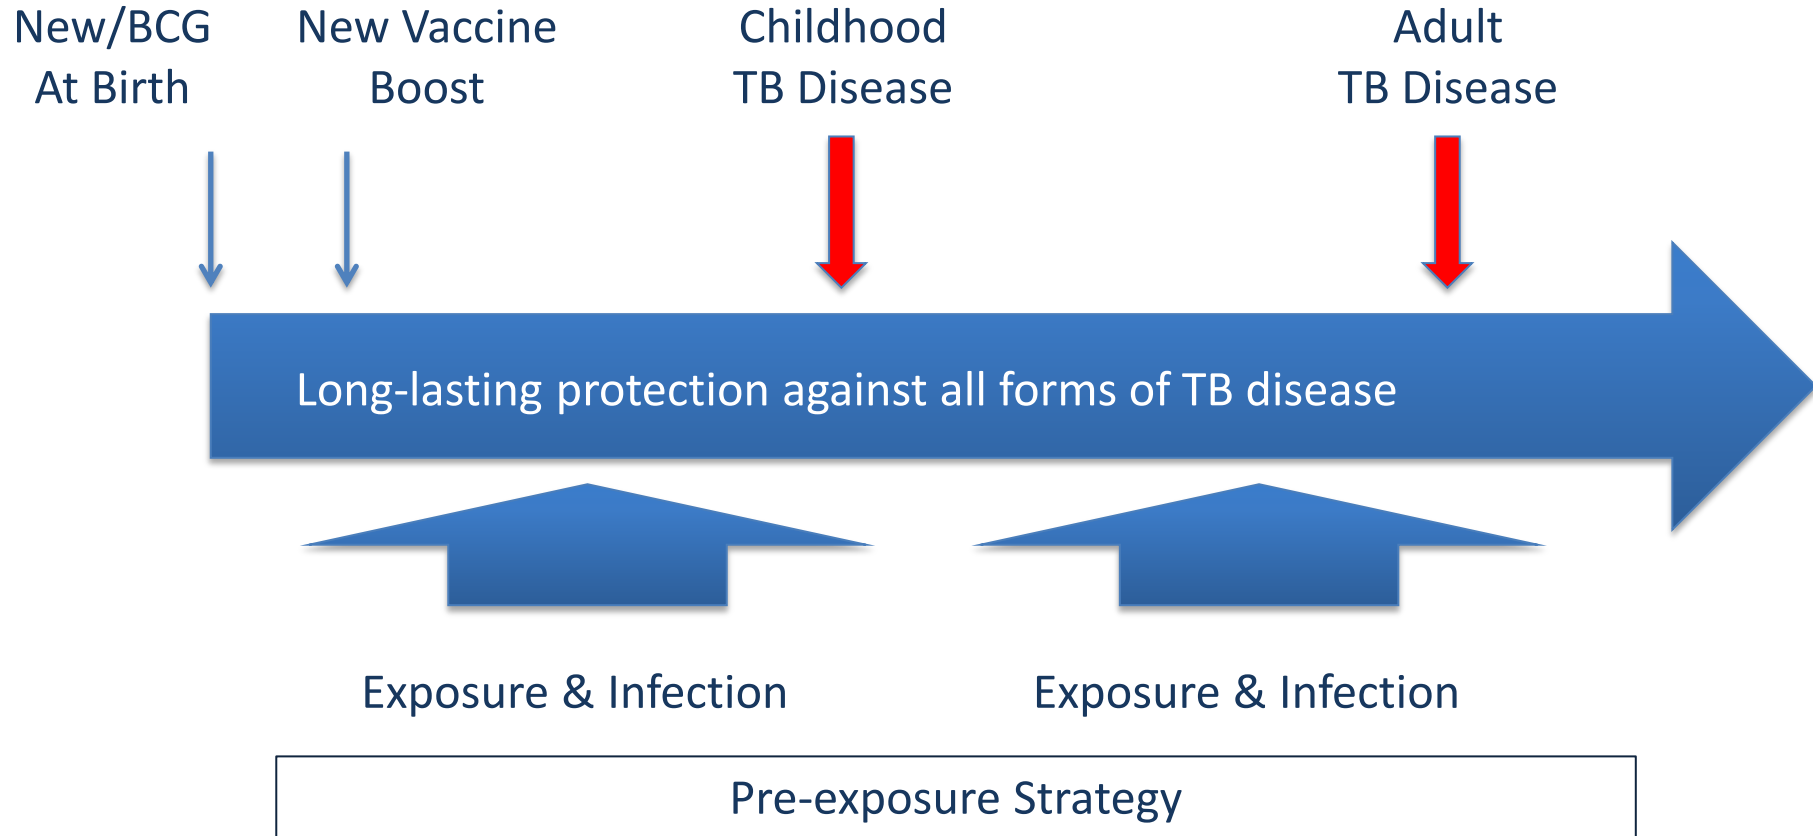 New/BCG
At Birth
New Vaccine
Boost
Childhood
TB Disease
Adult
TB Disease
Long-lasting protection against all forms of TB disease
Exposure & Infection
Exposure & Infection
Pre-exposure Strategy